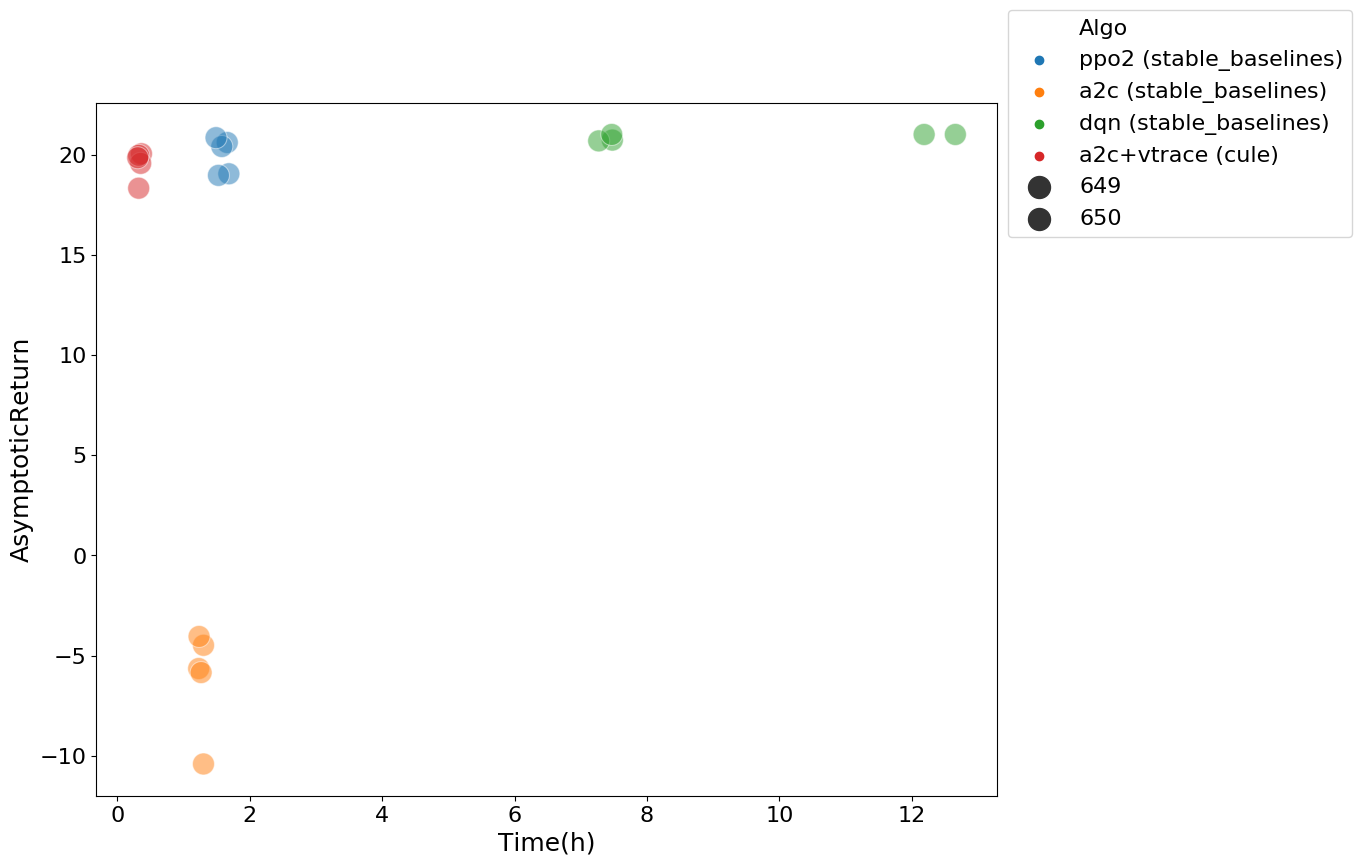 Algo
ppo2 (stable_baselines)
a2c (stable_baselines)
dqn (stable_baselines)
a2c+vtrace (cule)
649
650
AsymptoticReturn
20
15
10
5
0
−5
−10
0 2 4 6 8 10 12
Time(h)